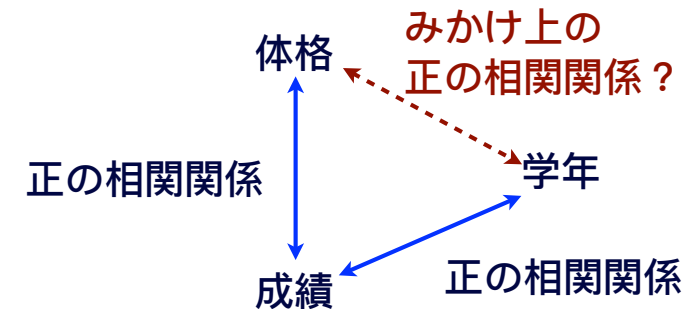 みかけ上の
正の相関関係？
体格
学年
正の相関関係
成績
正の相関関係